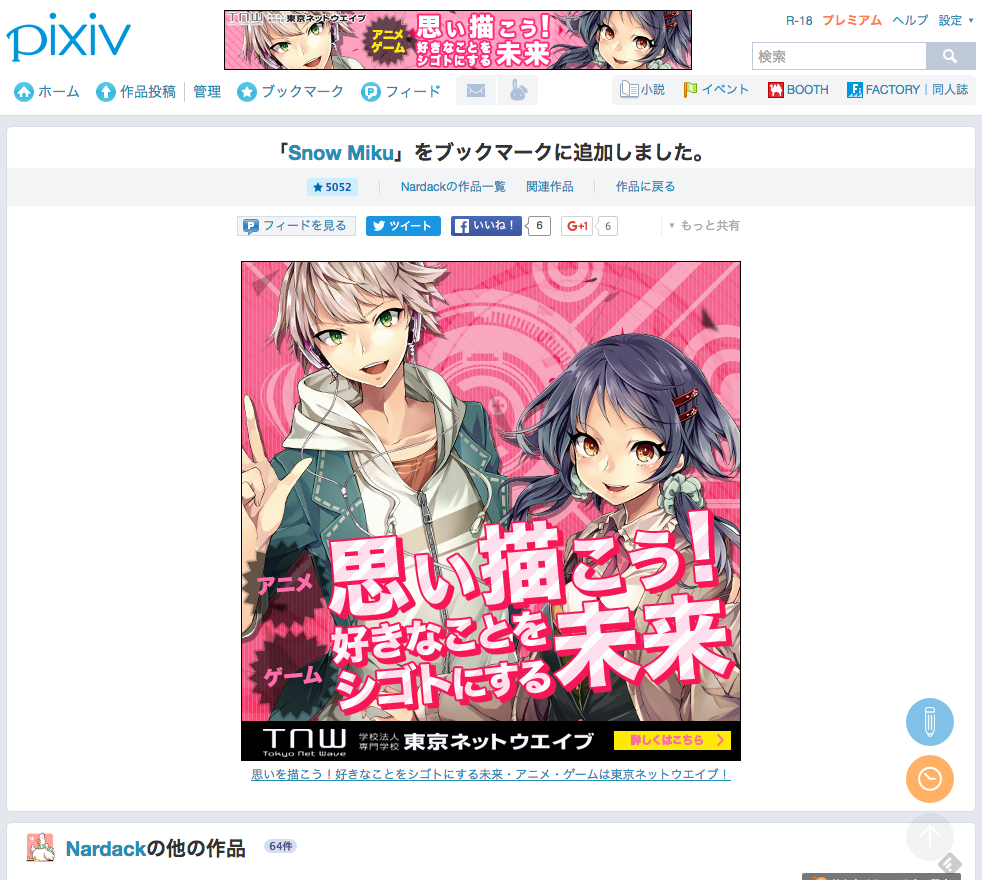 pixiv
TNW 東京ネットウエイブ
アニメ
ゲーム
思い描こう!
好きなことを
シゴトにする
未来
R-18 プレミアム ヘルプ 設定
検索
ホーム 作品投稿 管理 ブックマーク フィード
小説 イベント BOOTH FACTORY 同人誌
「Snow Miku」をブックマークに追加しました。
5052 Nardackの作品一覧 関連作品 作品に戻る
フィードを見る ツイート いいね! 6 G+1 6 もっと共有
アニメ
ゲーム
思い描こう!
好きなことを
シゴトにする
未来
TNW
Tokyo Net Wave
学校法人
専門学校
東京ネットウエイブ
詳しくはこちら
思いを描こう!好きなことをシゴトにする未来・アニメ・ゲームは東京ネットウエイブ!
Nardackの他の作品 64件